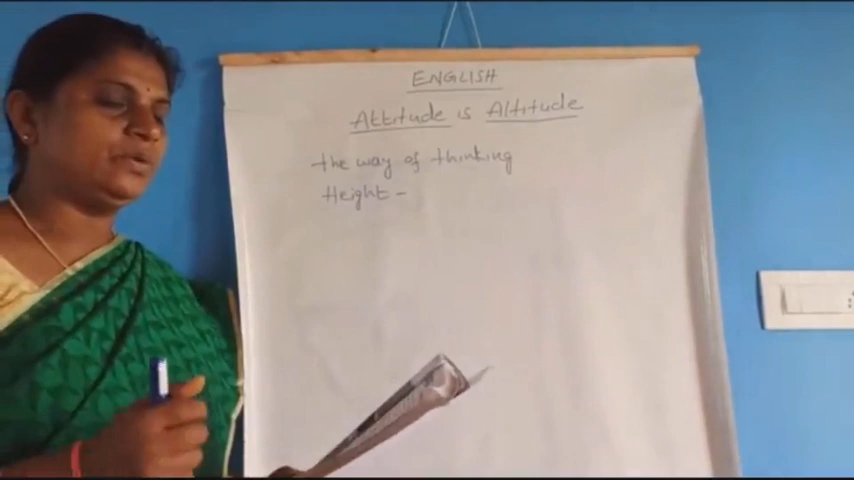 ENGLISH
Attitude is Altitude
the way of thinking
Height -